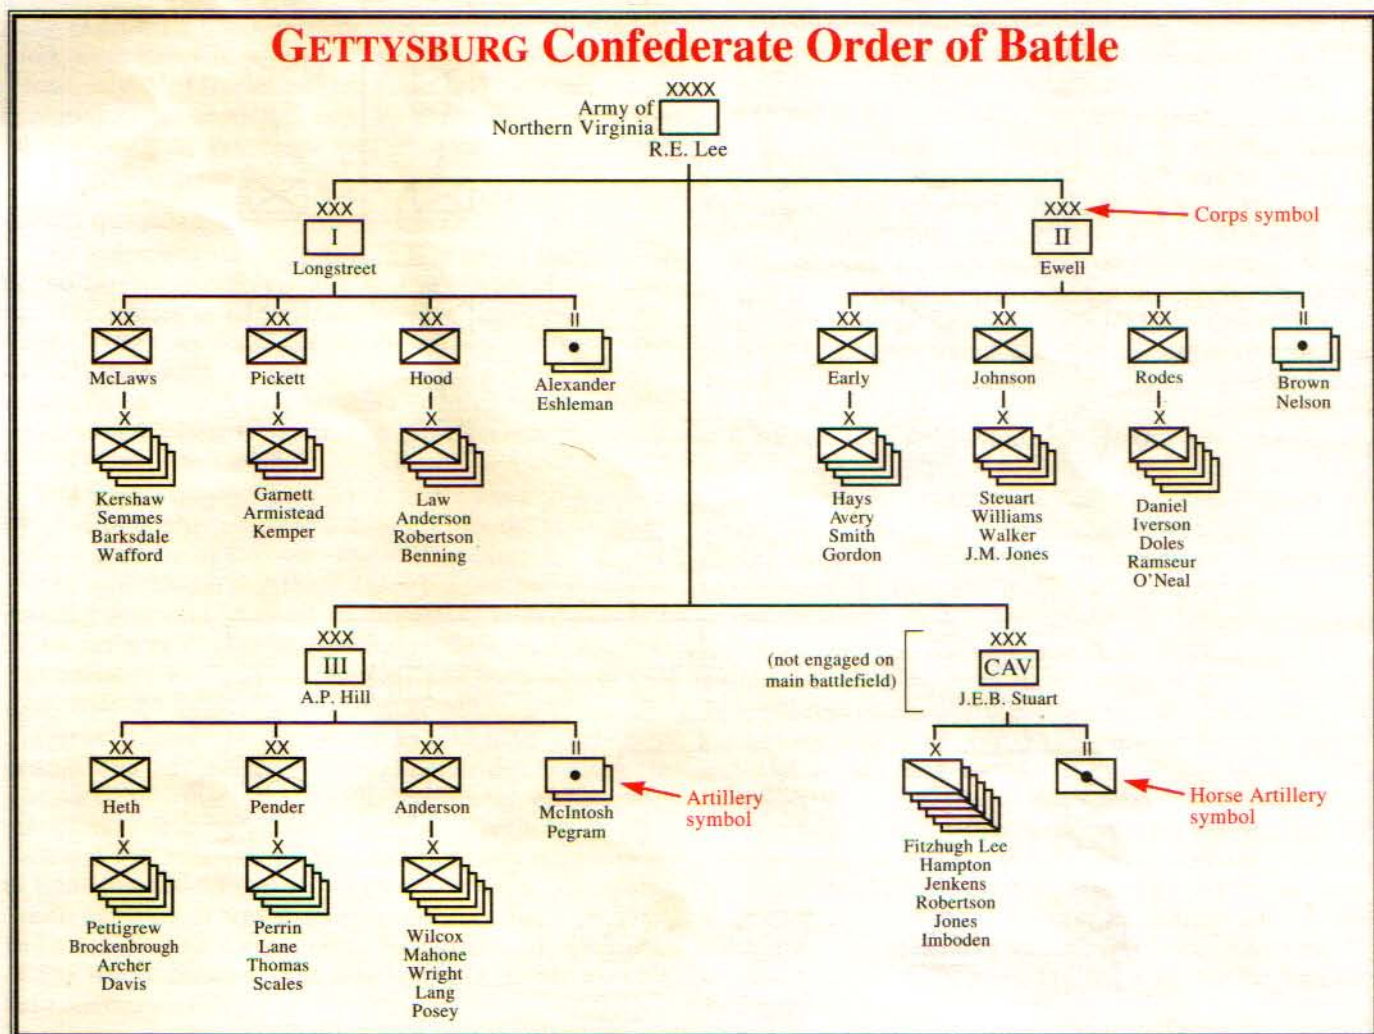 GETTYSBURG Confederate Order of Battle
XXXX
Army of
Northern Virginia
R.E. Lee
XXX
I
Longstreet
XXX
Corps symbol
II
Ewell
XX
McLaws
XX
Pickett
XX
Hood
II
Alexander
Eshleman
X
Kershaw
Semmes
Barksdale
Wafford
X
Garnett
Armistead
Kemper
X
Law
Anderson
Robertson
Benning
XX
Early
XX
Johnson
XX
Rodes
II
Brown
Nelson
X
Hays
Avery
Smith
Gordon
X
Steuart
Williams
Walker
J.M. Jones
X
Daniel
Iverson
Doles
Ramseur
O'Neal
XXX
III
A.P. Hill
(not engaged on
main battlefield)
XXX
CAV
J.E.B. Stuart
XX
Heth
XX
Pender
XX
Anderson
II
McIntosh
Pegram
Artillery
symbol
X
Pettigrew
Brockenbrough
Archer
Davis
X
Perrin
Lane
Thomas
Scales
X
Wilcox
Mahone
Wright
Lang
Posey
X
Fitzhugh Lee
Hampton
Jenkens
Robertson
Jones
Imboden
II
Horse Artillery
symbol